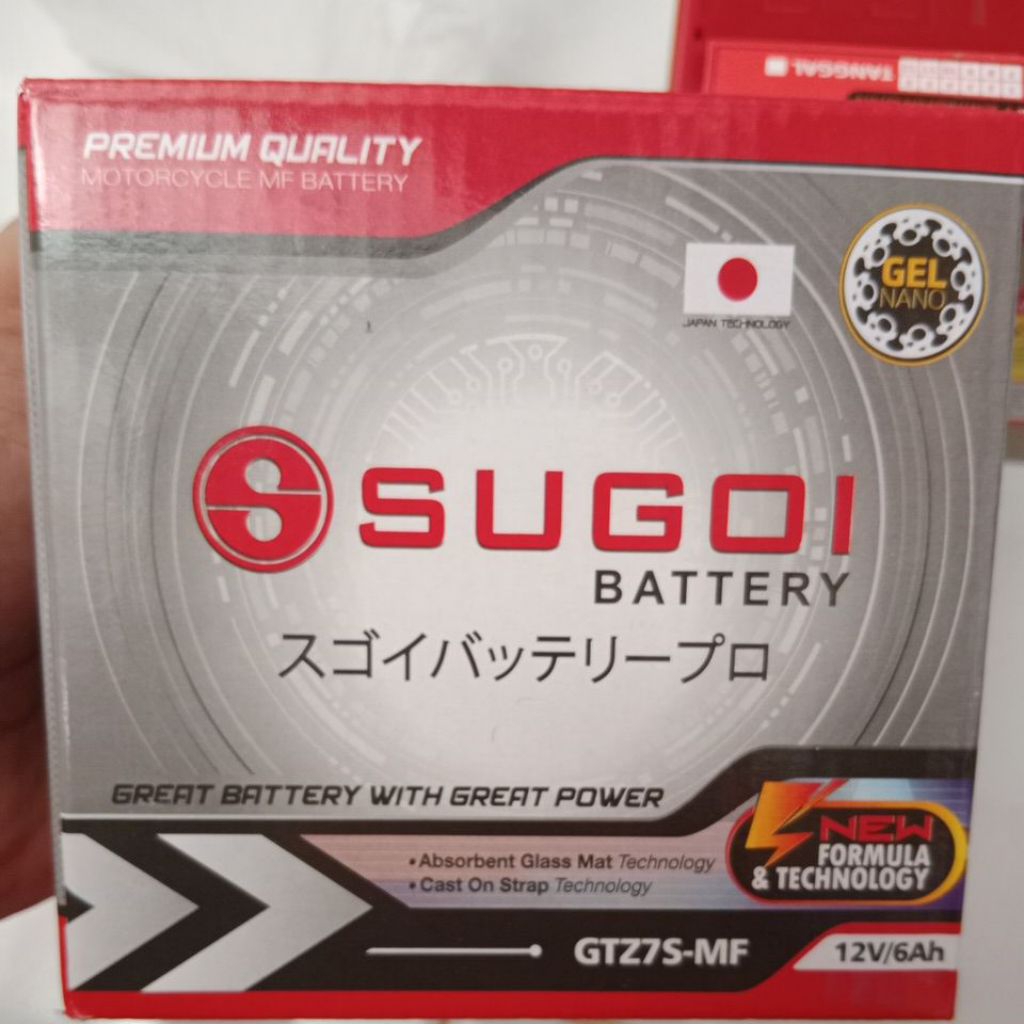 TANGGAL
PREMIUM QUALITY
MOTORCYCLE MF BATTERY
JAPAN TECHNOLOGY
GEL
NANO
SUGOI
BATTERY
スゴイバッテリープロ
GREAT BATTERY WITH GREAT POWER
•Absorbent Glass Mat Technology
•Cast On Strap Technology
NEW
FORMULA
& TECHNOLOGY
GTZ7S-MF
12V/6Ah